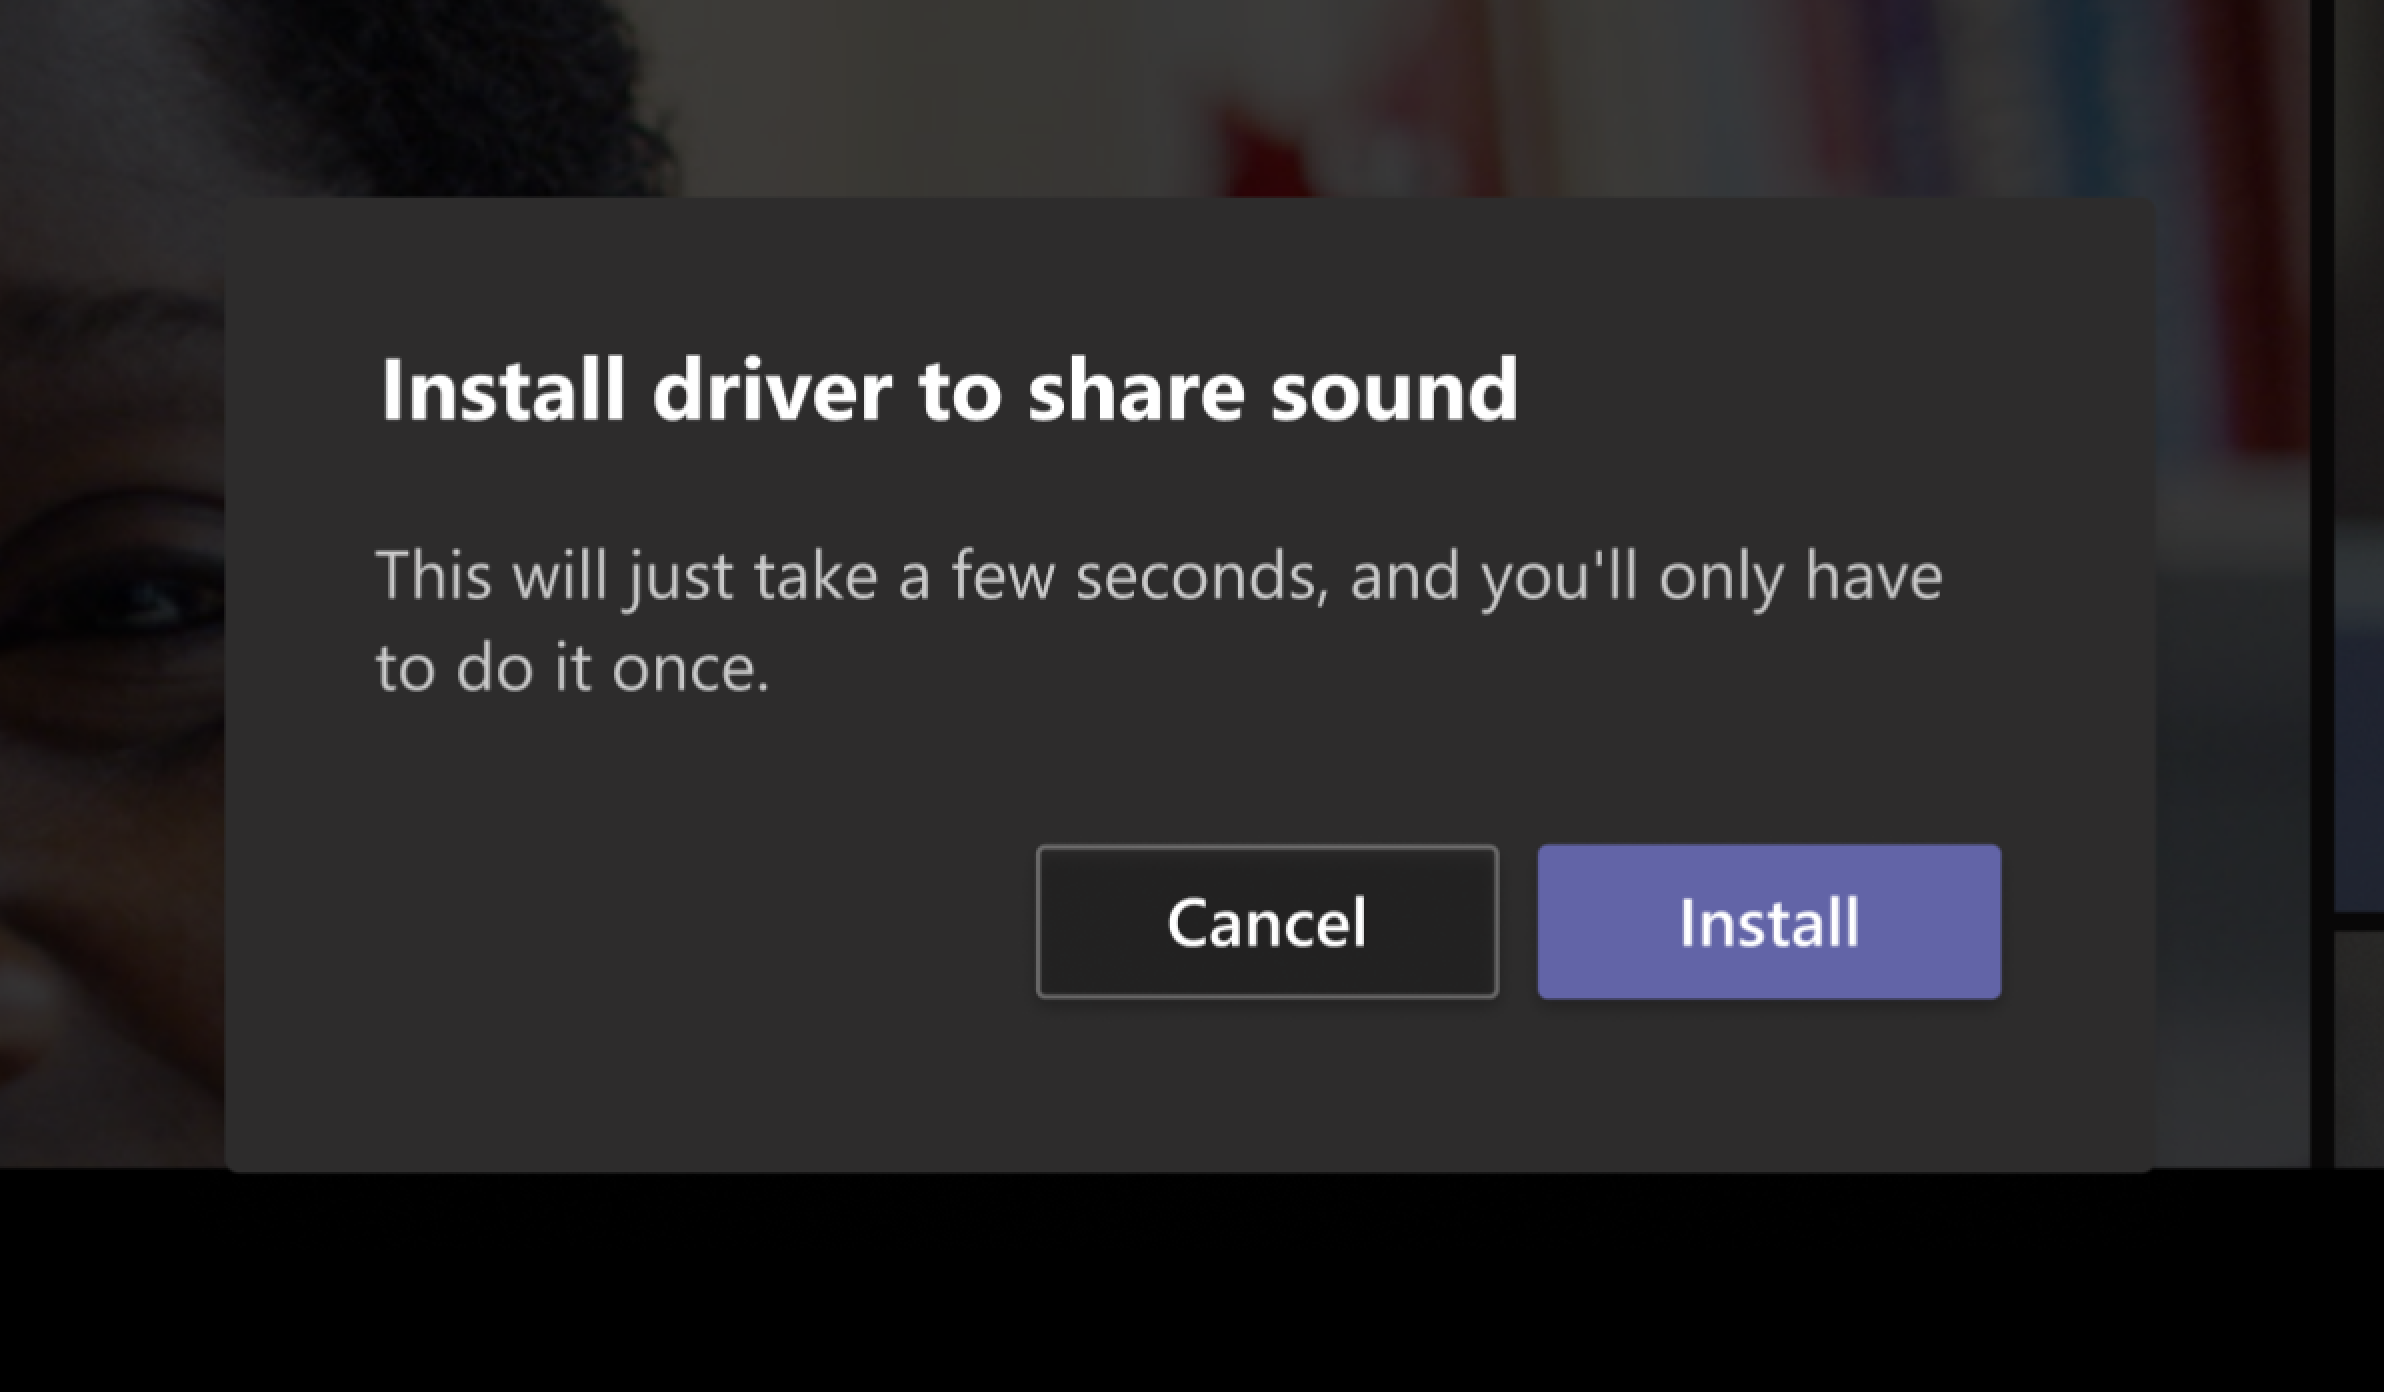 Install driver to share sound
This will just take a few seconds, and you'll only have
to do it once.
Cancel
Install